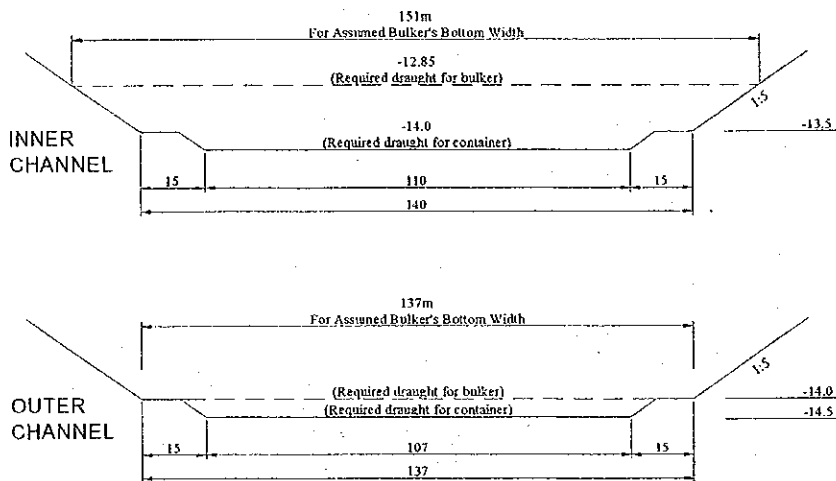 151m
For Assumed Bulker's Bottom Width
-12.85
(Required draught for bulker)
1:5
-14.0
(Required draught for container)
-13.5
INNER
CHANNEL
15
110
15
140
137m
For Assumed Bulker's Bottom Width
(Required draught for bulker)
1:5
-14.0
(Required draught for container)
-14.5
OUTER
CHANNEL
15
107
15
137